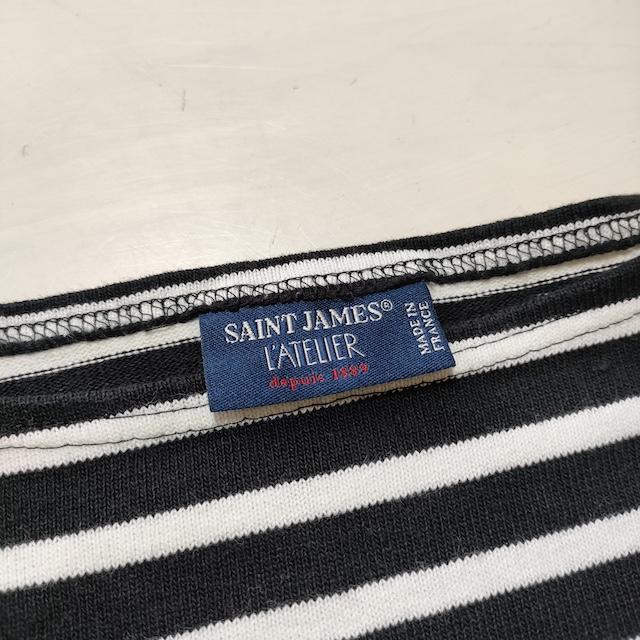 SAINT JAMES®
L'ATELIER
depuis 1889
MADE IN
FRANCE